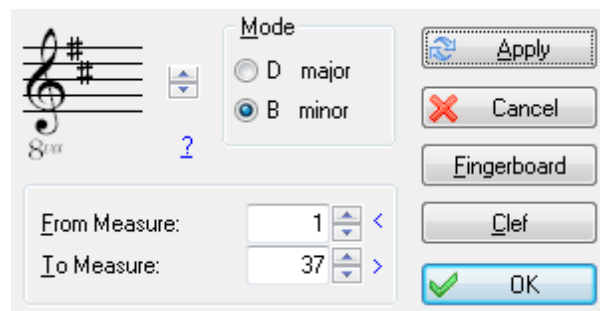 Mode
D major
B minor
8va
?
From Measure: 1 <
To Measure: 37 >
Apply
Cancel
Fingerboard
Clef
OK